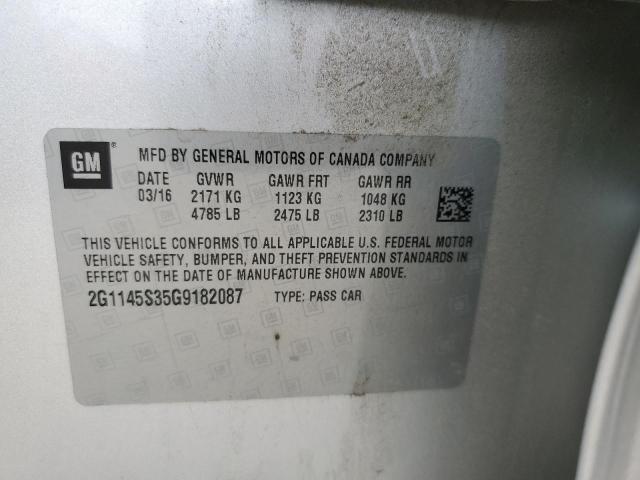 GM
MFD BY GENERAL MOTORS OF CANADA COMPANY
DATE GVWR GAWR FRT GAWR RR
03/16 2171 KG 1123 KG 1048 KG
4785 LB 2475 LB 2310 LB
THIS VEHICLE CONFORMS TO ALL APPLICABLE U.S. FEDERAL MOTOR
VEHICLE SAFETY, BUMPER, AND THEFT PREVENTION STANDARDS IN
EFFECT ON THE DATE OF MANUFACTURE SHOWN ABOVE.
2G1145S35G9182087 TYPE: PASS CAR